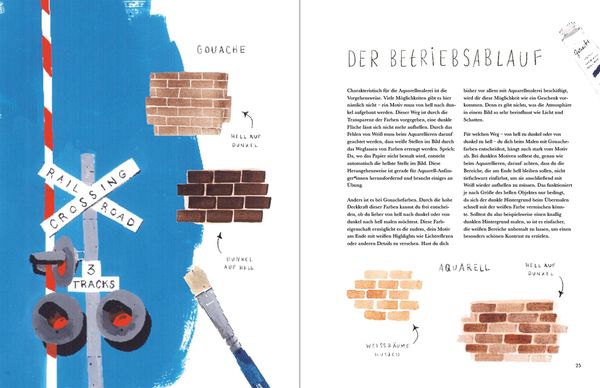 GOUACHE
HELL AUF
DUNKEL
DUNKEL
AUF HELL
RAIL
CROSSING
ROAD
3
TRACKS
DER BETRIEBSABLAUF
Charakteristisch für die Aquarellmalerei ist die
Vorgehensweise. Viele Möglichkeiten gibt es hier
nämlich nicht – ein Motiv muss von hell nach dun-
kel aufgebaut werden. Dieser Weg ist durch die
Transparenz der Farben vorgegeben, eine dunkle
Fläche lässt sich nicht mehr aufhellen. Durch das
Fehlen von Weiß muss beim Aquarellieren darauf
geachtet werden, dass weiße Stellen im Bild durch
das Weglassen von Farben erzeugt werden. Sprich:
Da, wo das Papier nicht bemalt wird, entsteht
automatisch die hellste Stelle im Bild. Diese
Herangehensweise ist gerade für Aquarell-Anfän-
ger*innen herausfordernd und braucht einiges an
Übung.
Anders ist es bei Gouachefarben. Durch die hohe
Deckkraft dieser Farben kannst du frei entschei-
den, ob du lieber von hell nach dunkel oder von
dunkel nach hell malen möchtest. Diese Farb-
eigenschaft ermöglicht es dir zudem, dein Motiv
am Ende mit weißen Highlights wie Lichtreflexen
oder anderen Details zu versehen. Hast du dich
bisher vor allem mit Aquarellmalerei beschäftigt,
wird dir diese Möglichkeit wie ein Geschenk vor-
kommen. Denn es gibt nichts, was die Atmosphäre
in einem Bild so sehr beeinflusst wie Licht und
Schatten.
Für welchen Weg – von hell zu dunkel oder von
dunkel zu hell – du dich beim Malen mit Gouache-
farben entscheidest, hängt auch stark vom Motiv
ab. Bei dunklen Motiven solltest du, genau wie
beim Aquarellieren, darauf achten, dass du die
Bereiche, die am Ende hell bleiben sollen, nicht
tiefschwarz einfärbst, um sie anschließend mit
Weiß wieder aufhellen zu müssen. Das funktioniert
je nach Größe des hellen Objektes nur bedingt,
da sich der dunkle Hintergrund beim Übermalen
schnell mit der weißen Farbe vermischen könn-
te. Solltest du also beispielsweise einen knallig
dunklen Hintergrund malen, so ist es einfacher,
die weißen Bereiche unbemalt zu lassen, um einen
besonders schönen Kontrast zu erzielen.
AQUARELL
HELL AUF
DUNKEL
WEISSRÄUME
NUTZEN
25